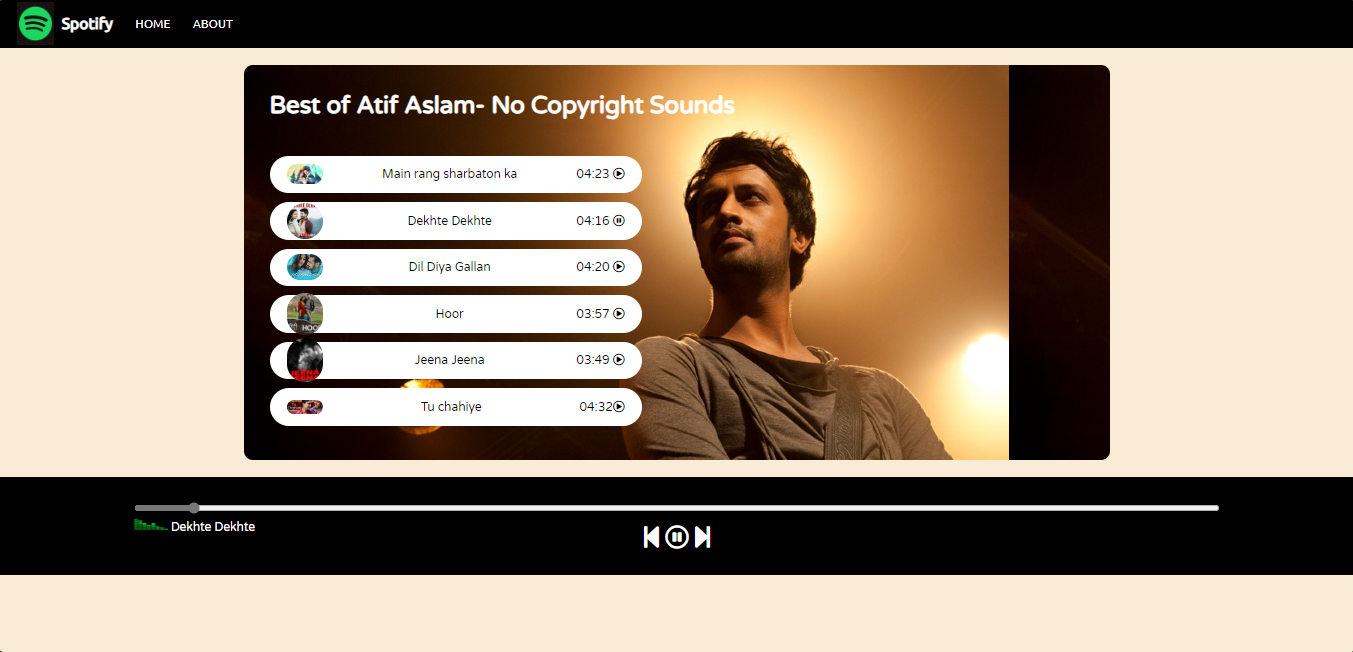 Spotify HOME ABOUT
Best of Atif Aslam- No Copyright Sounds
Main rang sharbaton ka 04:23
Dekhte Dekhte 04:16
Dil Diya Gallan 04:20
HOOR
Hoor 03:57
JEENA
Jeena Jeena 03:49
Tu chahiye 04:32
Dekhte Dekhte